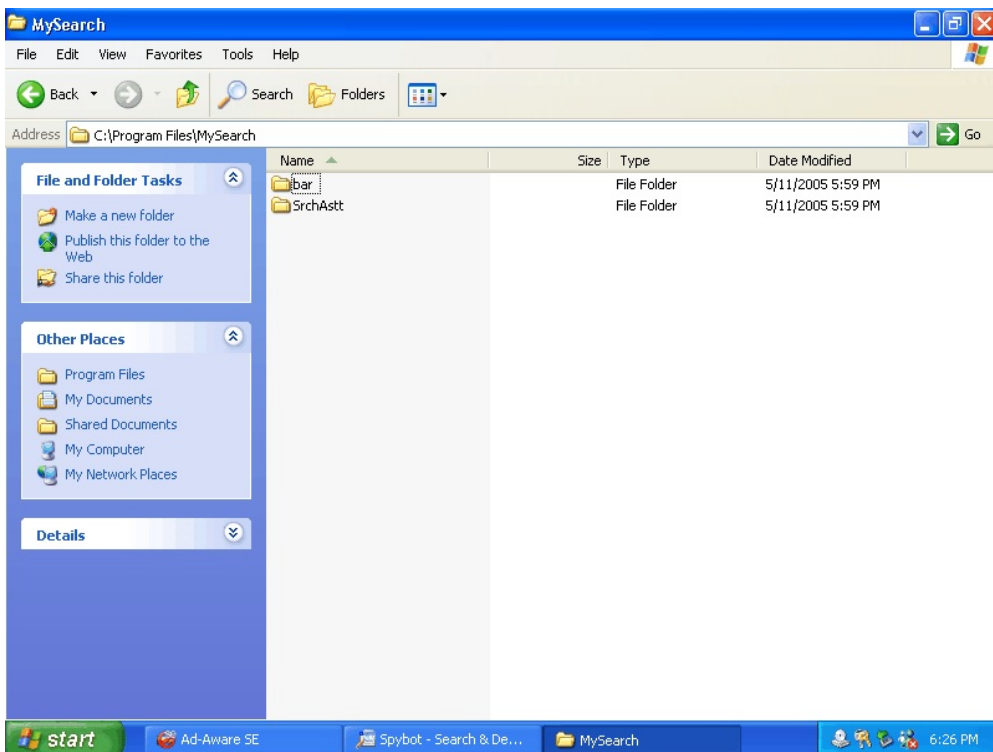 MySearch
File Edit View Favorites Tools Help
Back Search Folders
Address C:\Program Files\MySearch Go
Name Size Type Date Modified
bar File Folder 5/11/2005 5:59 PM
SrchAstt File Folder 5/11/2005 5:59 PM
File and Folder Tasks
Make a new folder
Publish this folder to the
Web
Share this folder
Other Places
Program Files
My Documents
Shared Documents
My Computer
My Network Places
Details
start Ad-Aware SE Spybot - Search & De... MySearch 6:26 PM